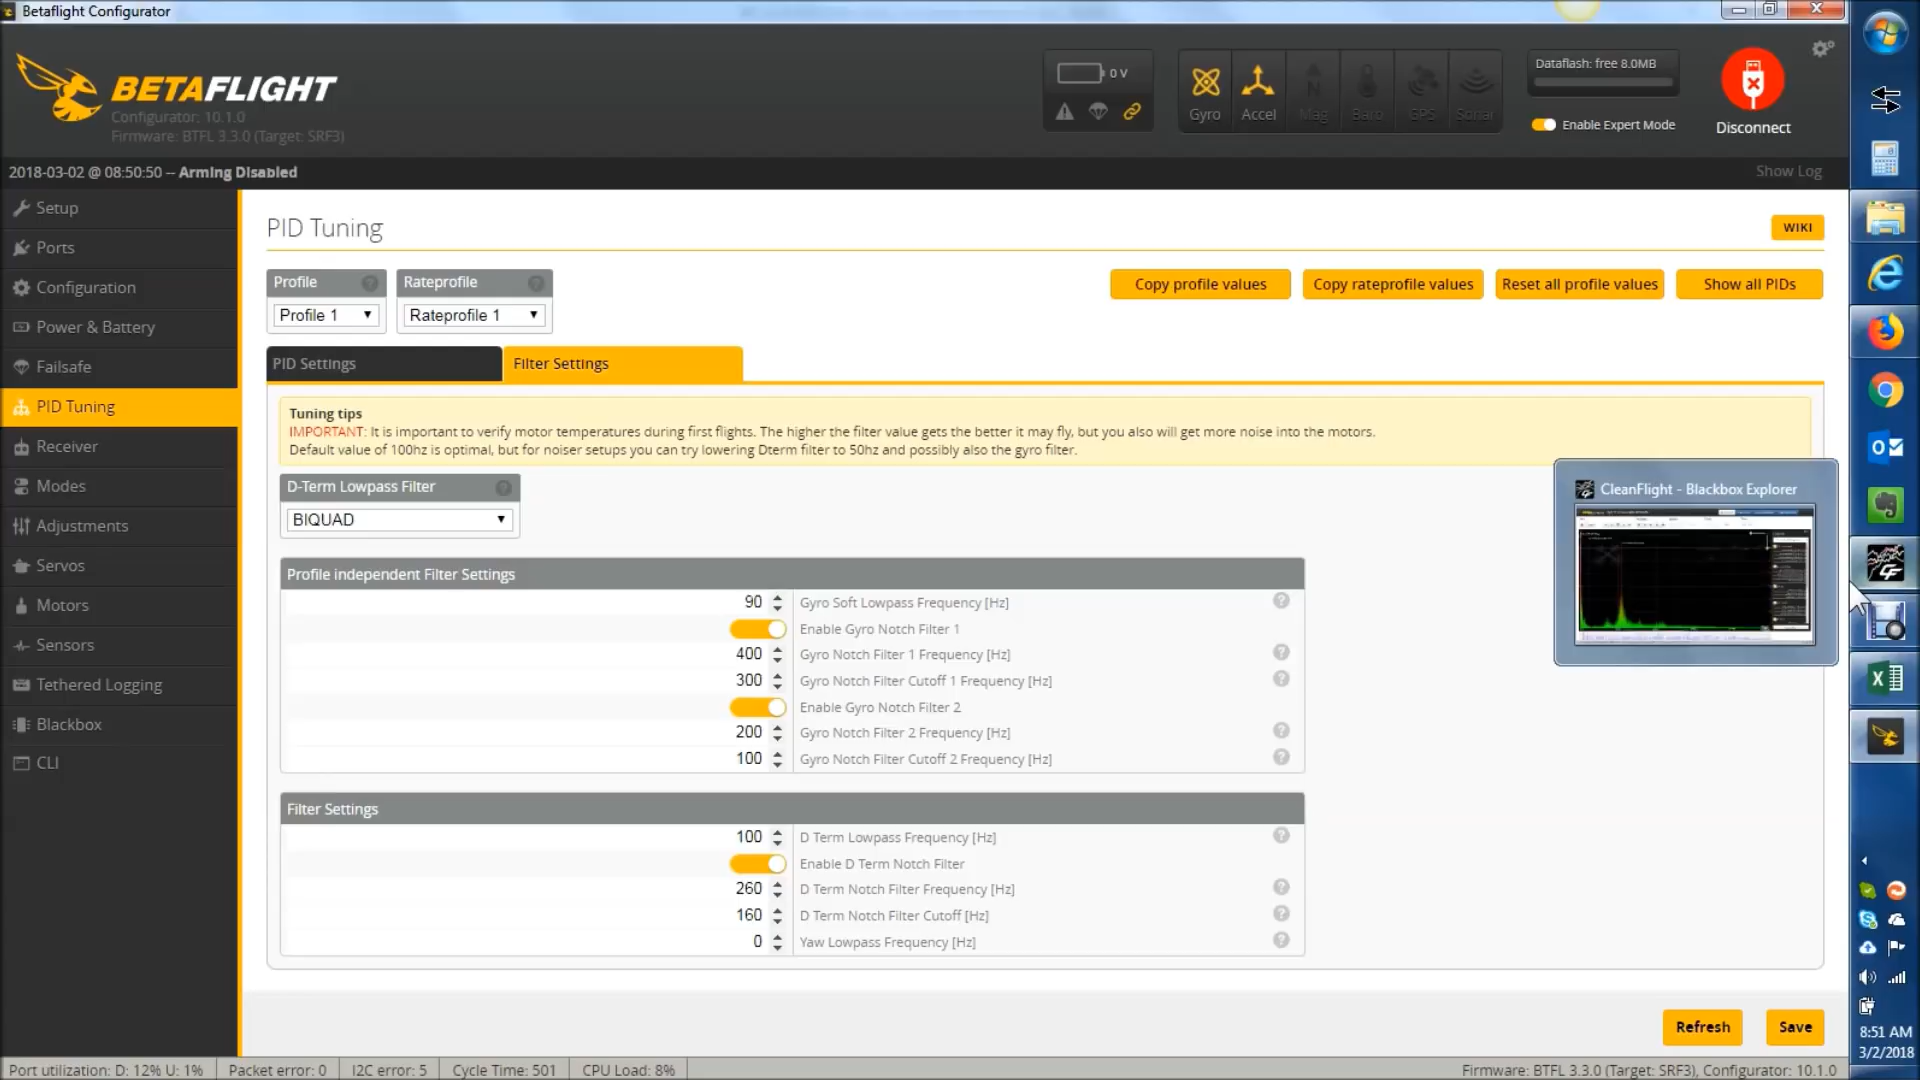 Betaflight Configurator
BETAFLIGHT
Configurator: 10.1.0
Firmware: BTFL 3.3.0 (Target: SRF3)
0 V
Gyro
Accel
Mag
Baro
GPS
Sonar
Dataflash: free 8.0MB
Enable Expert Mode
Disconnect
2018-03-02 @ 08:50:50 -- Arming Disabled
Show Log
Setup
Ports
Configuration
Power & Battery
Failsafe
PID Tuning
Receiver
Modes
Adjustments
Servos
Motors
Sensors
Tethered Logging
Blackbox
CLI
PID Tuning
WIKI
Profile
Rateprofile
Profile 1
Rateprofile 1
Copy profile values
Copy rateprofile values
Reset all profile values
Show all PIDs
PID Settings
Filter Settings
Tuning tips
IMPORTANT: It is important to verify motor temperatures during first flights. The higher the filter value gets the better it may fly, but you also will get more noise into the motors.
Default value of 100hz is optimal, but for noiser setups you can try lowering Dterm filter to 50hz and possibly also the gyro filter.
D-Term Lowpass Filter
BIQUAD
Profile independent Filter Settings
90 Gyro Soft Lowpass Frequency [Hz]
Enable Gyro Notch Filter 1
400 Gyro Notch Filter 1 Frequency [Hz]
300 Gyro Notch Filter Cutoff 1 Frequency [Hz]
Enable Gyro Notch Filter 2
200 Gyro Notch Filter 2 Frequency [Hz]
100 Gyro Notch Filter Cutoff 2 Frequency [Hz]
Filter Settings
100 D Term Lowpass Frequency [Hz]
Enable D Term Notch Filter
260 D Term Notch Filter Frequency [Hz]
160 D Term Notch Filter Cutoff [Hz]
0 Yaw Lowpass Frequency [Hz]
CleanFlight - Blackbox Explorer
Refresh
Save
Port utilization: D: 12% U: 1%
Packet error: 0
I2C error: 5
Cycle Time: 501
CPU Load: 8%
Firmware: BTFL 3.3.0 (Target: SRF3), Configurator: 10.1.0
8:51 AM
3/2/2018